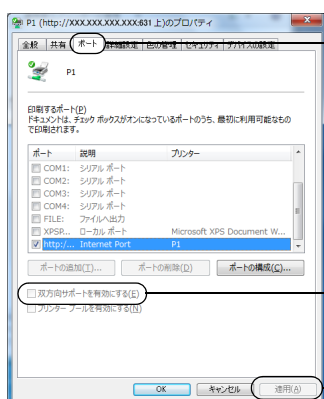 P1 (http://XXX.XXX.XXX.XXX:631 上)のプロパティ
全般 共有 ポート 詳細設定 色の管理 セキュリティ デバイスの設定
P1
印刷するポート(P)
ドキュメントは、チェック ボックスがオンになっているポートのうち、最初に利用可能なもの
で印刷されます。
ポート 説明 プリンター
COM1: シリアル ポート
COM2: シリアル ポート
COM3: シリアル ポート
COM4: シリアル ポート
FILE: ファイルへ出力
XPSP... ローカル ポート Microsoft XPS Document W...
http:/... Internet Port P1
ポートの追加(T)... ポートの削除(D) ポートの構成(C)...
双方向サポートを有効にする(E)
プリンター プールを有効にする(N)
OK キャンセル 適用(A)